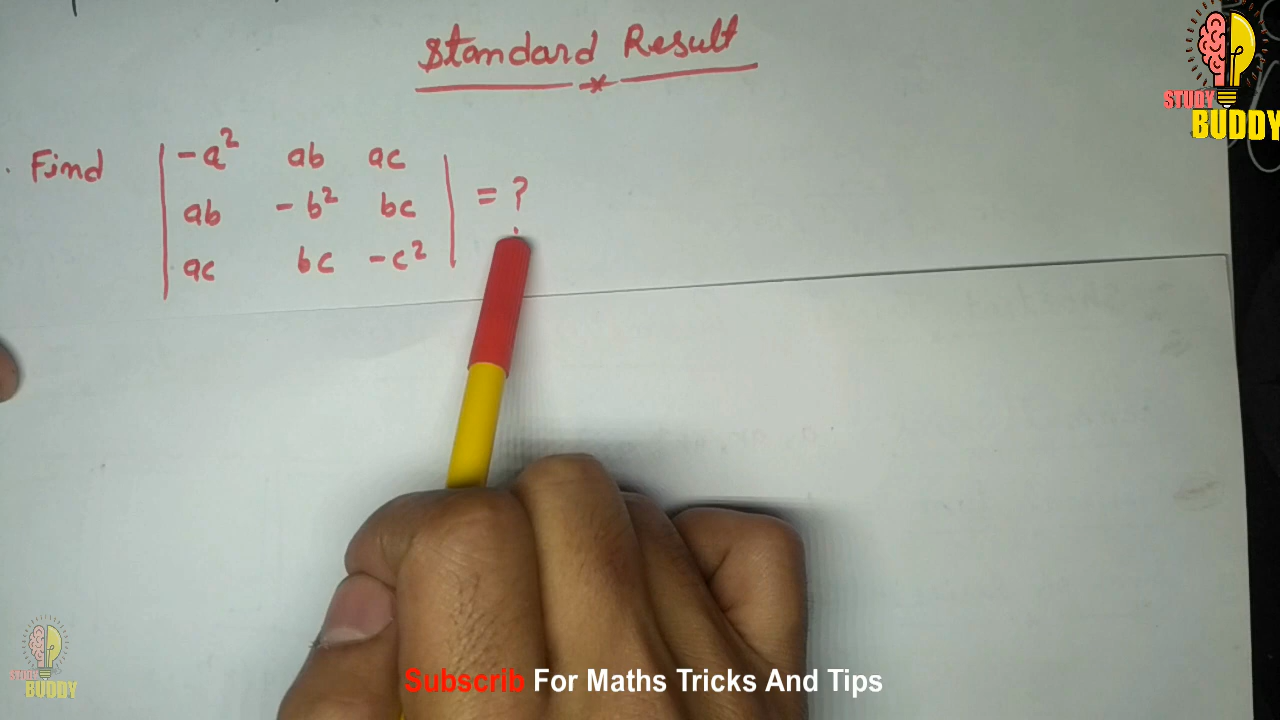 Standard Result
STUDY
BUDDY
Find | -a² ab ac |
| ab -b² bc | = ?
| ac bc -c² |
BUDDY
Subscrib For Maths Tricks And Tips